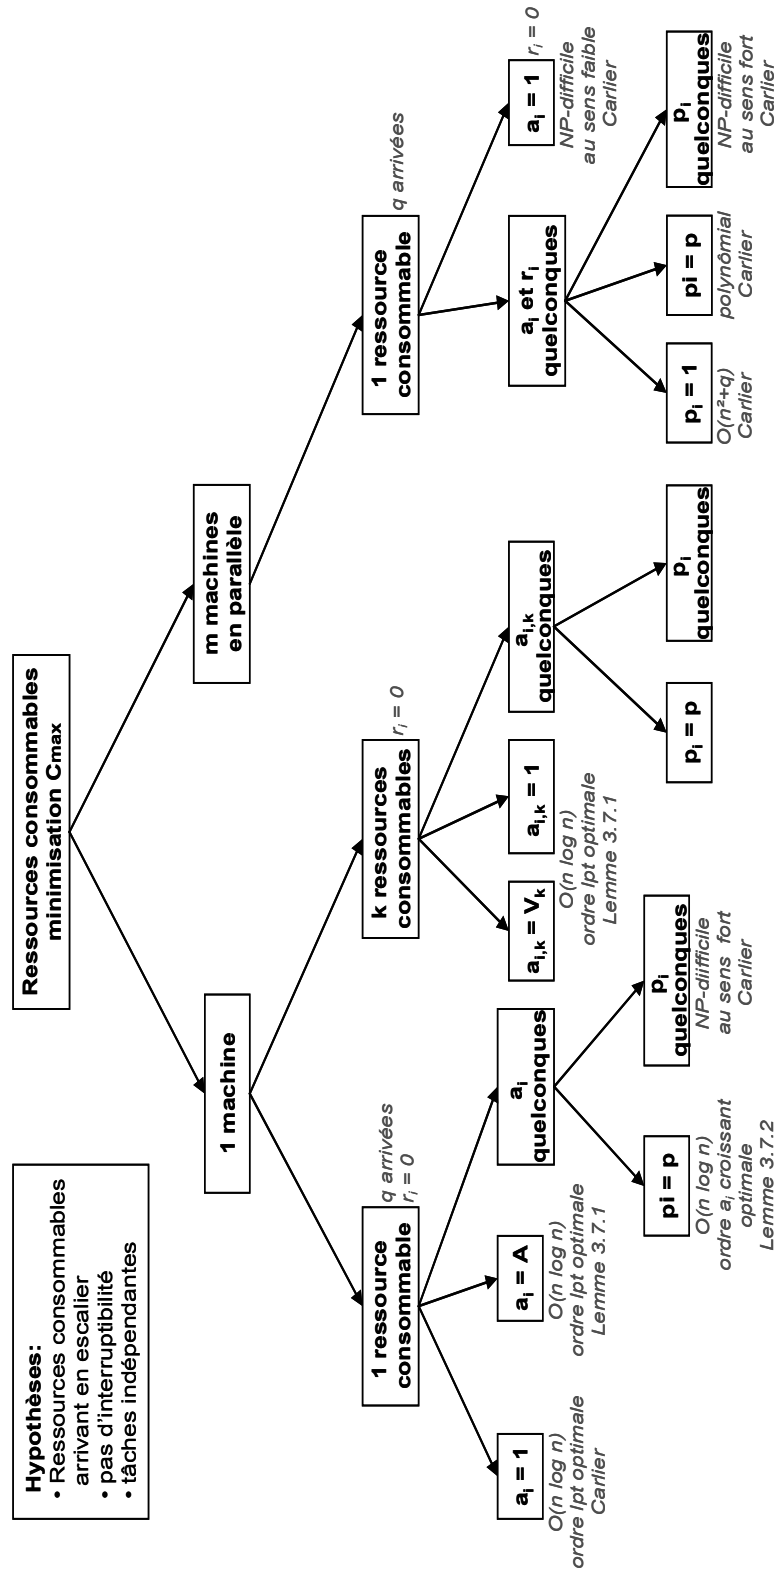 Hypothèses:
• Ressources consommables
arrivant en escalier
• pas d'interruptibilité
• tâches indépendantes
Ressources consommables
minimisation Cmax
1 machine
m machines
en parallèle
1 ressource
consommable
q arrivées
r_i = 0
k ressources
consommables
r_i = 0
1 ressource
consommable
q arrivées
a_i = 1
O(n log n)
ordre lpt optimale
Carlier
a_i = A
O(n log n)
ordre lpt optimale
Lemme 3.7.1
a_i
quelconques
a_i,k = V_k
a_i,k = 1
O(n log n)
ordre lpt optimale
Lemme 3.7.1
a_i,k
quelconques
a_i et r_i
quelconques
a_i = 1
r_i = 0
NP-difficile
au sens faible
Carlier
pi = p
O(n log n)
ordre a_i croissant
optimale
Lemme 3.7.2
p_i
quelconques
NP-diifficile
au sens fort
Carlier
p_i = p
p_i
quelconques
p_i = 1
O(n²+q)
Carlier
pi = p
polynômial
Carlier
p_i
quelconques
NP-difficile
au sens fort
Carlier